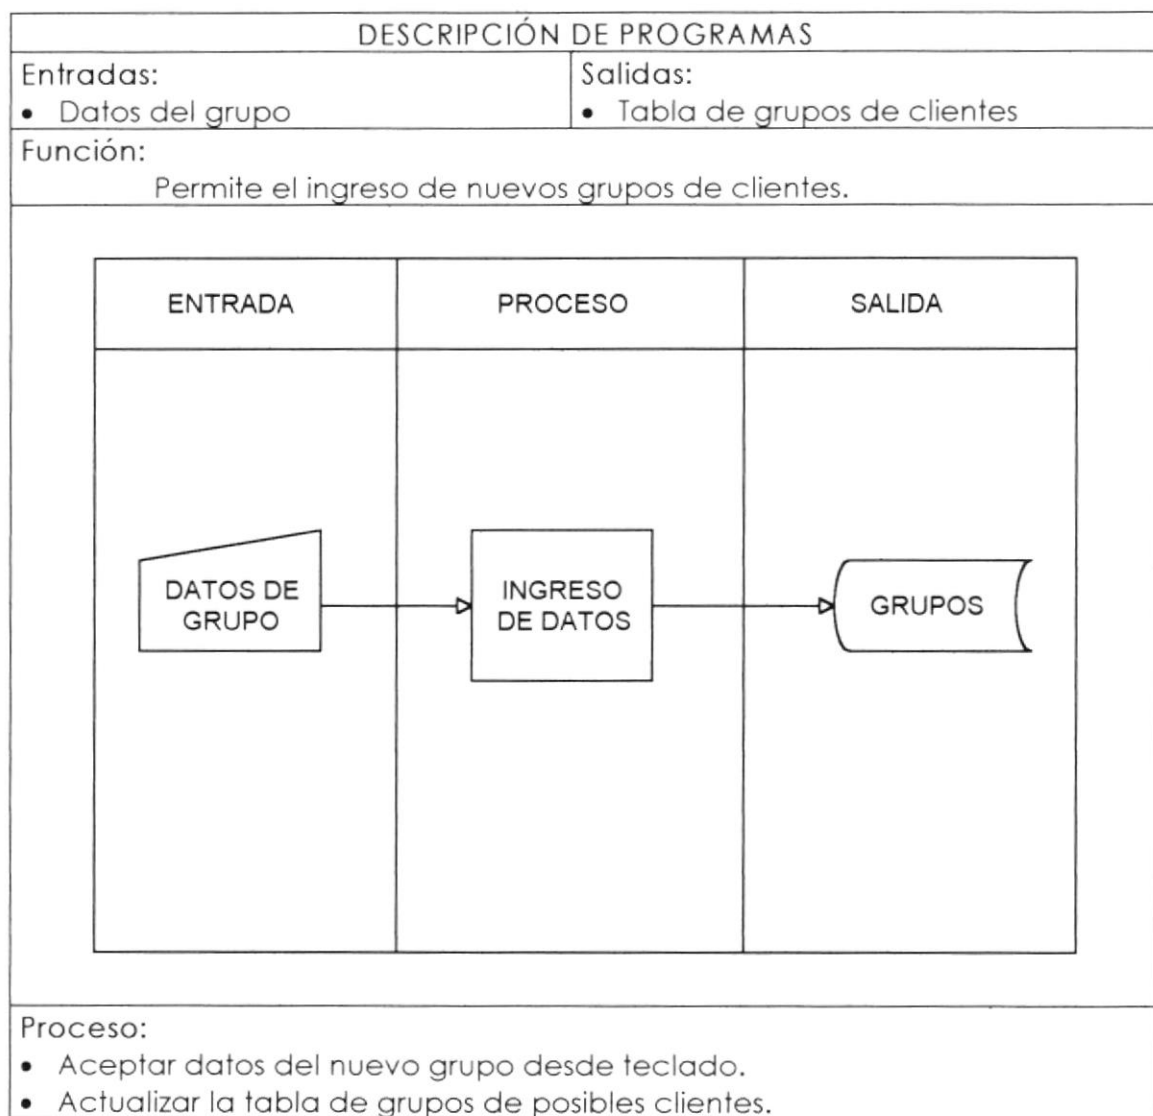 DESCRIPCIÓN DE PROGRAMAS
Entradas:
• Datos del grupo
Salidas:
• Tabla de grupos de clientes
Función:
Permite el ingreso de nuevos grupos de clientes.
ENTRADA
PROCESO
SALIDA
DATOS DE
GRUPO
INGRESO
DE DATOS
GRUPOS
Proceso:
• Aceptar datos del nuevo grupo desde teclado.
• Actualizar la tabla de grupos de posibles clientes.